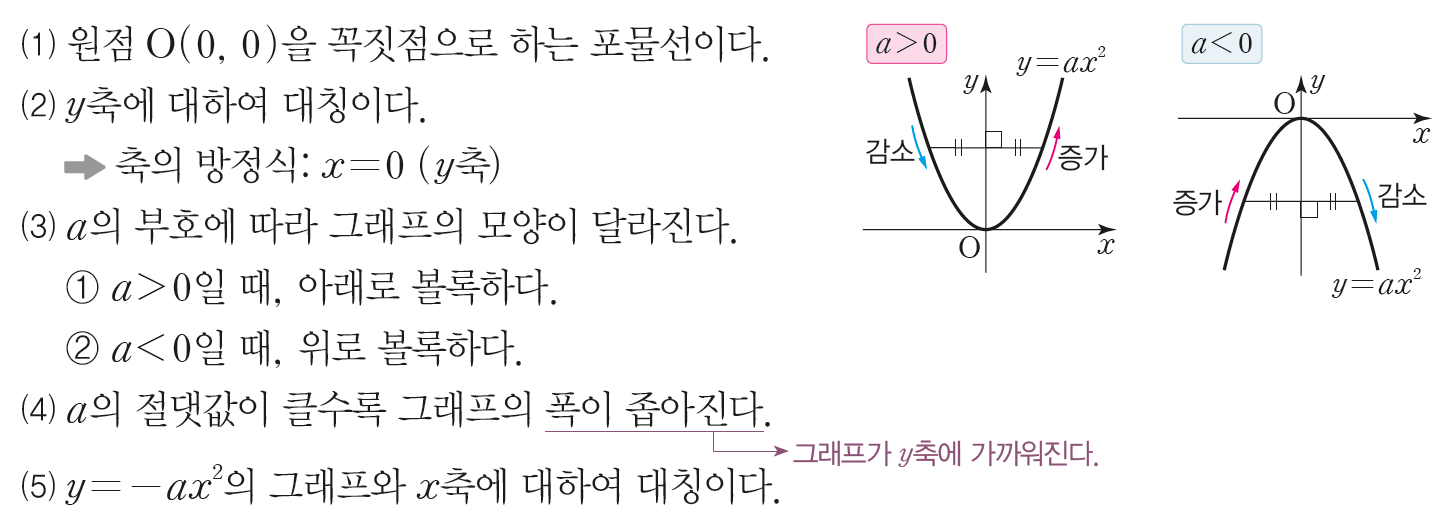 (1) 원점 O(0, 0)을 꼭짓점으로 하는 포물선이다.
(2) y축에 대하여 대칭이다.
➡ 축의 방정식: x=0 (y축)
(3) a의 부호에 따라 그래프의 모양이 달라진다.
① a>0일 때, 아래로 볼록하다.
② a<0일 때, 위로 볼록하다.
(4) a의 절댓값이 클수록 그래프의 폭이 좁아진다.
그래프가 y축에 가까워진다.
(5) y=-ax²의 그래프와 x축에 대하여 대칭이다.
a>0
y
y=ax²
감소
증가
O
x
a<0
O
y
x
증가
감소
y=ax²